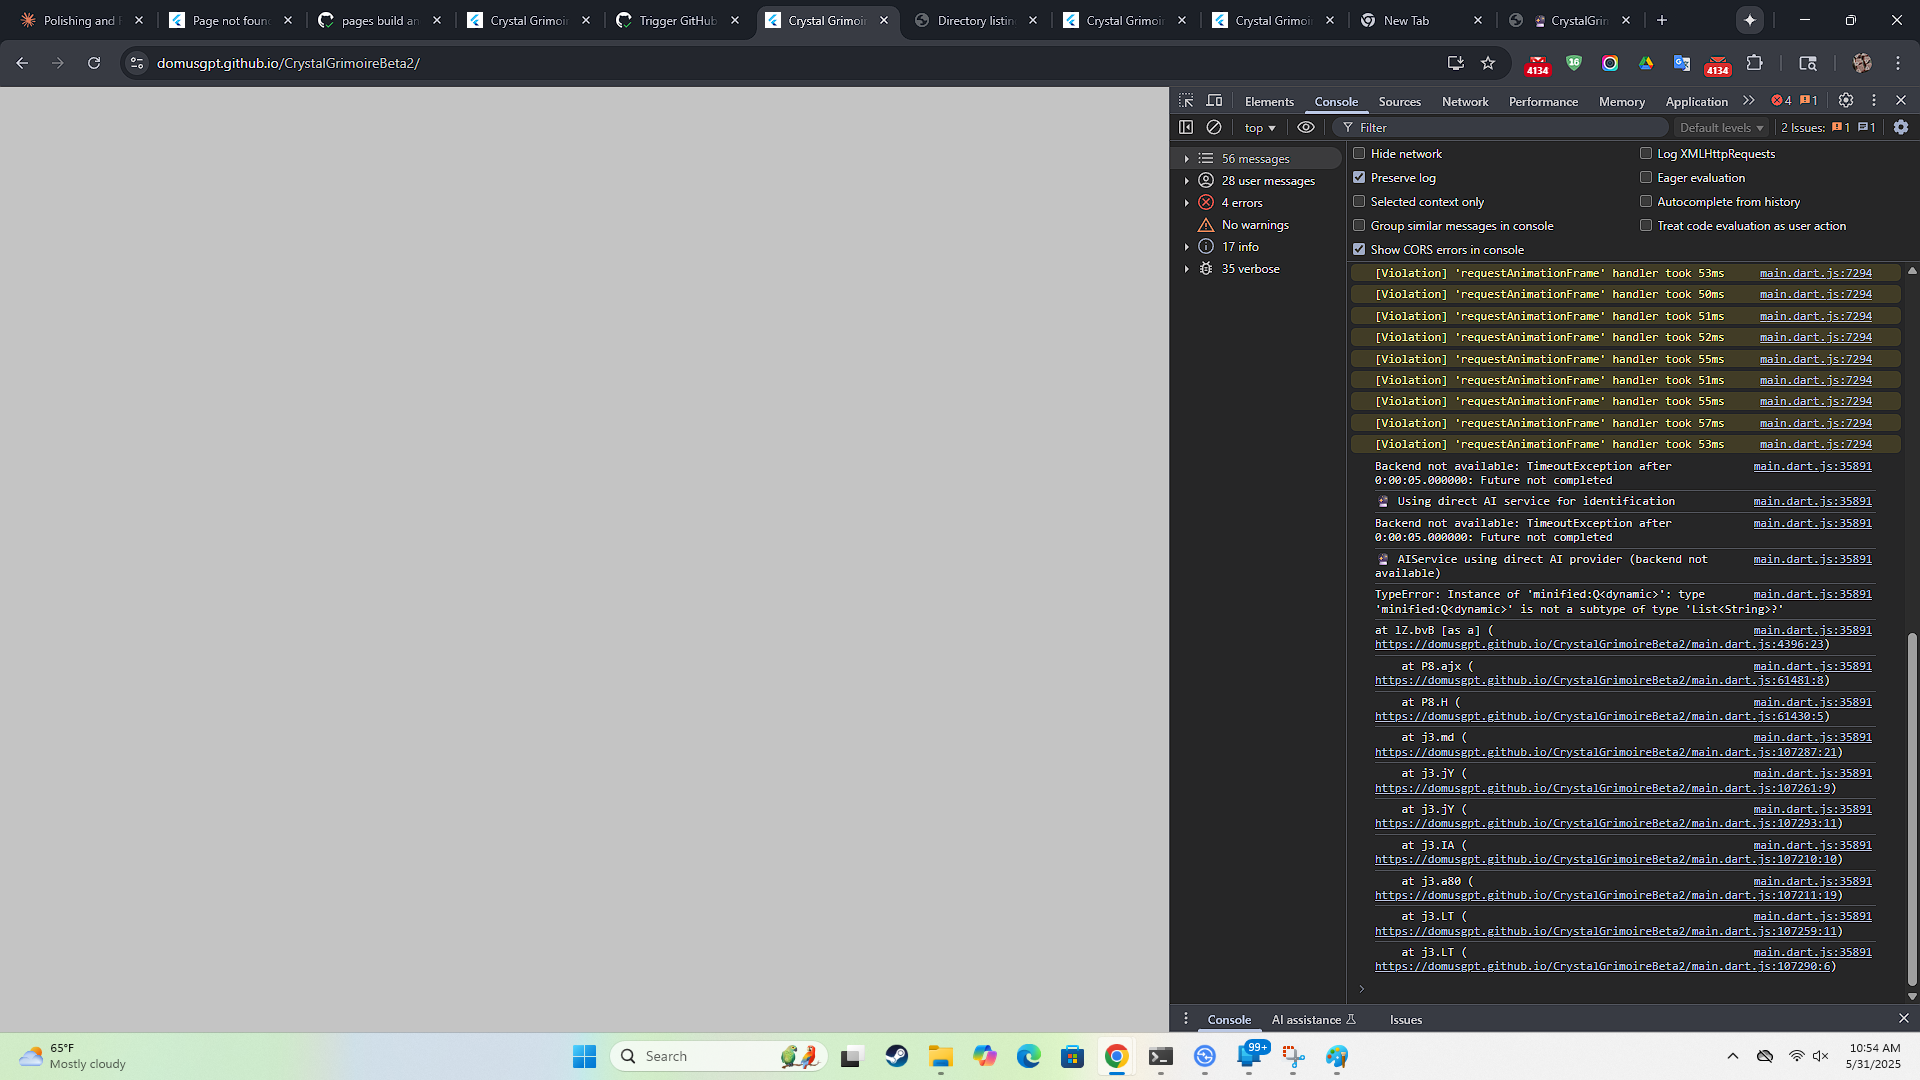 Polishing and F
Page not foun
pages build an
Crystal Grimoi
Trigger GitHub
Crystal Grimoi
Directory listin
Crystal Grimoi
Crystal Grimoi
New Tab
CrystalGri
domusgpt.github.io/CrystalGrimoireBeta2/
4134
16
4134
Elements
Console
Sources
Network
Performance
Memory
Application
4
1
top
Filter
Default levels
2 Issues:
1
1
56 messages
28 user messages
4 errors
No warnings
17 info
35 verbose
Hide network
Log XMLHttpRequests
Preserve log
Eager evaluation
Selected context only
Autocomplete from history
Group similar messages in console
Treat code evaluation as user action
Show CORS errors in console
[Violation] 'requestAnimationFrame' handler took 53ms main.dart.js:7294
[Violation] 'requestAnimationFrame' handler took 50ms main.dart.js:7294
[Violation] 'requestAnimationFrame' handler took 51ms main.dart.js:7294
[Violation] 'requestAnimationFrame' handler took 52ms main.dart.js:7294
[Violation] 'requestAnimationFrame' handler took 55ms main.dart.js:7294
[Violation] 'requestAnimationFrame' handler took 51ms main.dart.js:7294
[Violation] 'requestAnimationFrame' handler took 55ms main.dart.js:7294
[Violation] 'requestAnimationFrame' handler took 57ms main.dart.js:7294
[Violation] 'requestAnimationFrame' handler took 53ms main.dart.js:7294
Backend not available: TimeoutException after main.dart.js:35891
0:00:05.000000: Future not completed
🔮 Using direct AI service for identification main.dart.js:35891
Backend not available: TimeoutException after main.dart.js:35891
0:00:05.000000: Future not completed
🔮 AIService using direct AI provider (backend not main.dart.js:35891
available)
TypeError: Instance of 'minified:Q<dynamic>': type main.dart.js:35891
'minified:Q<dynamic>' is not a subtype of type 'List<String>?'
at lZ.bvB [as a] ( main.dart.js:35891
https://domusgpt.github.io/CrystalGrimoireBeta2/main.dart.js:4396:23)
at P8.ajx ( main.dart.js:35891
https://domusgpt.github.io/CrystalGrimoireBeta2/main.dart.js:61481:8)
at P8.H ( main.dart.js:35891
https://domusgpt.github.io/CrystalGrimoireBeta2/main.dart.js:61430:5)
at j3.md ( main.dart.js:35891
https://domusgpt.github.io/CrystalGrimoireBeta2/main.dart.js:107287:21)
at j3.jY ( main.dart.js:35891
https://domusgpt.github.io/CrystalGrimoireBeta2/main.dart.js:107261:9)
at j3.jY ( main.dart.js:35891
https://domusgpt.github.io/CrystalGrimoireBeta2/main.dart.js:107293:11)
at j3.IA ( main.dart.js:35891
https://domusgpt.github.io/CrystalGrimoireBeta2/main.dart.js:107210:10)
at j3.a80 ( main.dart.js:35891
https://domusgpt.github.io/CrystalGrimoireBeta2/main.dart.js:107211:19)
at j3.LT ( main.dart.js:35891
https://domusgpt.github.io/CrystalGrimoireBeta2/main.dart.js:107259:11)
at j3.LT ( main.dart.js:35891
https://domusgpt.github.io/CrystalGrimoireBeta2/main.dart.js:107290:6)
Console
AI assistance
Issues
65°F
Mostly cloudy
Search
99+
10:54 AM
5/31/2025